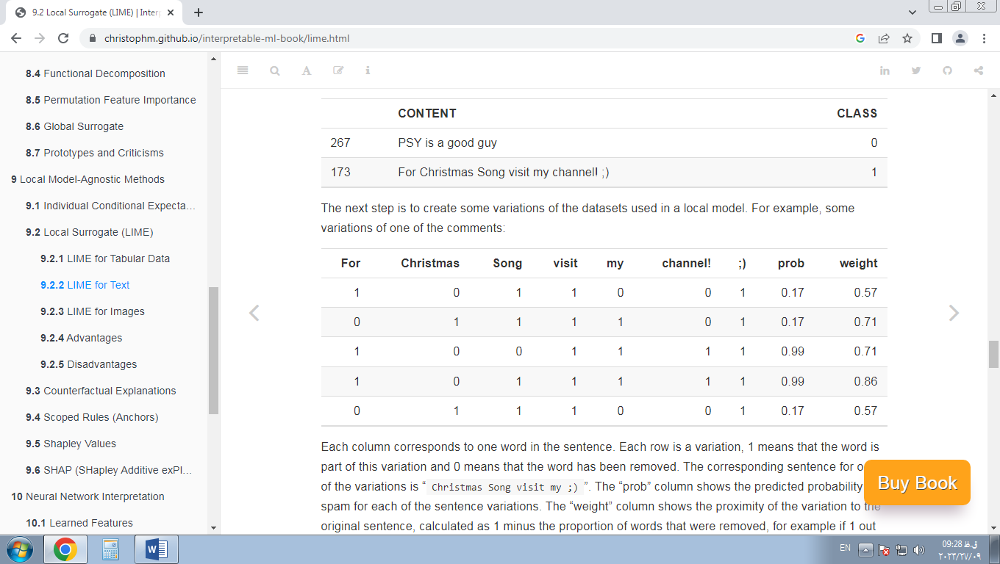 9.2 Local Surrogate (LIME) | Interp
christophm.github.io/interpretable-ml-book/lime.html
8.4 Functional Decomposition
8.5 Permutation Feature Importance
8.6 Global Surrogate
8.7 Prototypes and Criticisms
9 Local Model-Agnostic Methods
9.1 Individual Conditional Expecta...
9.2 Local Surrogate (LIME)
9.2.1 LIME for Tabular Data
9.2.2 LIME for Text
9.2.3 LIME for Images
9.2.4 Advantages
9.2.5 Disadvantages
9.3 Counterfactual Explanations
9.4 Scoped Rules (Anchors)
9.5 Shapley Values
9.6 SHAP (SHapley Additive exPl...
10 Neural Network Interpretation
10.1 Learned Features
CONTENT CLASS
267 PSY is a good guy 0
173 For Christmas Song visit my channel! ;) 1
The next step is to create some variations of the datasets used in a local model. For example, some
variations of one of the comments:
For Christmas Song visit my channel! ;) prob weight
1 0 1 1 0 0 1 0.17 0.57
0 1 1 1 1 0 1 0.17 0.71
1 0 0 1 1 1 1 0.99 0.71
1 0 1 1 1 1 1 0.99 0.86
0 1 1 1 0 0 1 0.17 0.57
Each column corresponds to one word in the sentence. Each row is a variation, 1 means that the word is
part of this variation and 0 means that the word has been removed. The corresponding sentence for
of the variations is “ Christmas Song visit my ;) ”. The “prob” column shows the predicted probability
spam for each of the sentence variations. The “weight” column shows the proximity of the variation to the
original sentence, calculated as 1 minus the proportion of words that were removed, for example if 1 out
Buy Book
EN
09:28 ق.ظ
٢٠٢٣/٢٧/٠٩